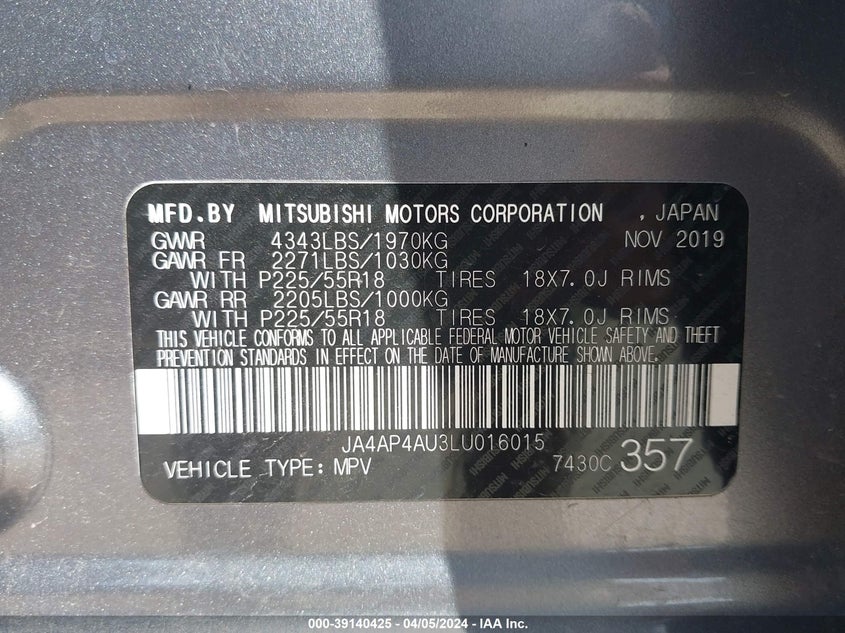 MFD.BY MITSUBISHI MOTORS CORPORATION , JAPAN
GVWR 4343LBS/1970KG NOV 2019
GAWR FR 2271LBS/1030KG
WITH P225/55R18 TIRES 18X7.0J RIMS
GAWR RR 2205LBS/1000KG
WITH P225/55R18 TIRES 18X7.0J RIMS
THIS VEHICLE CONFORMS TO ALL APPLICABLE FEDERAL MOTOR VEHICLE SAFETY AND THEFT
PREVENTION STANDARDS IN EFFECT ON THE DATE OF MANUFACTURE SHOWN ABOVE.
JA4AP4AU3LU016015
VEHICLE TYPE: MPV 7430C 357
000-39140425 - 04/05/2024 - IAA Inc.